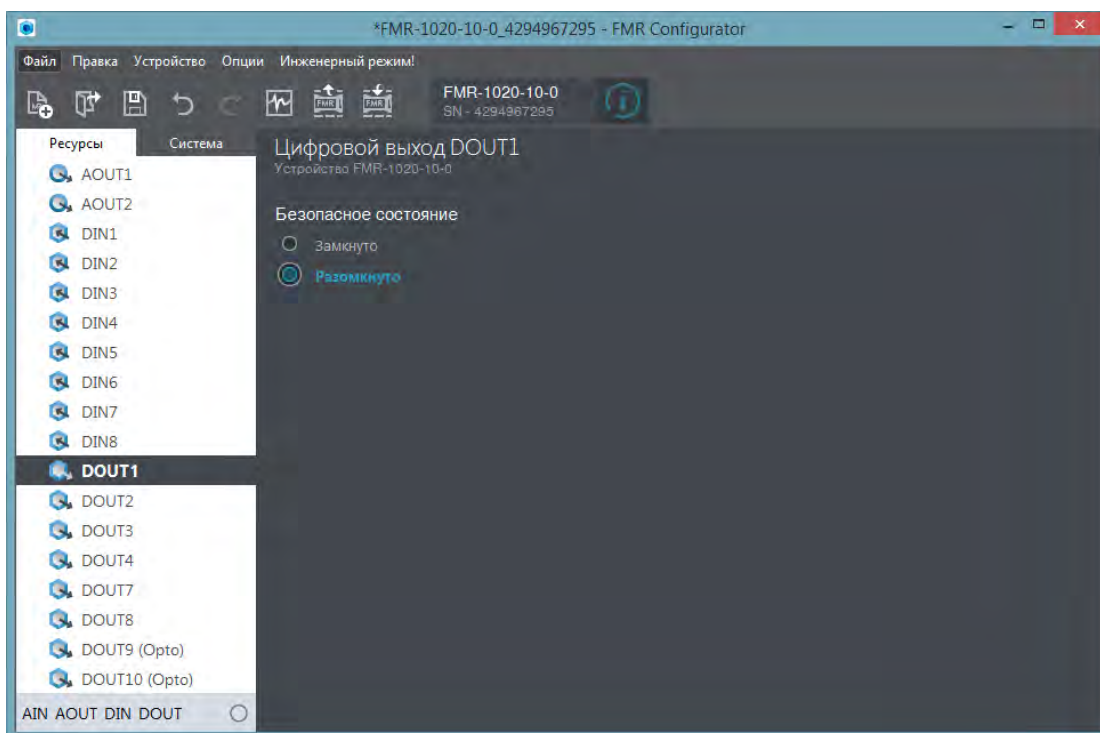 *FMR-1020-10-0_4294967295 - FMR Configurator
Файл Правка Устройство Опции Инженерный режим!
FMR FMR
FMR-1020-10-0
SN - 4294967295
Ресурсы Система
Цифровой выход DOUT1
Устройство FMR-1020-10-0
Безопасное состояние
Замкнуто
Разомкнуто
AOUT1
AOUT2
DIN1
DIN2
DIN3
DIN4
DIN5
DIN6
DIN7
DIN8
DOUT1
DOUT2
DOUT3
DOUT4
DOUT7
DOUT8
DOUT9 (Opto)
DOUT10 (Opto)
AIN AOUT DIN DOUT